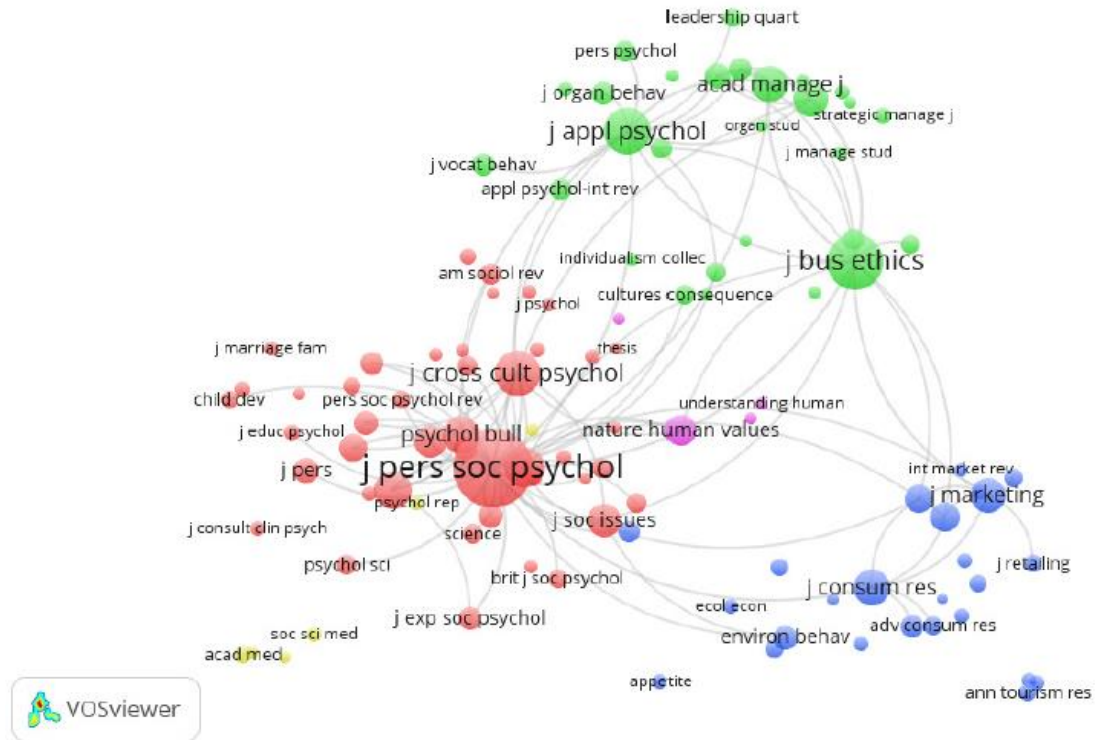 leadership quart
pers psychol
acad manage j
j organ behav
strategic manage j
j appl psychol
organ stud
j manage stud
j vocat behav
appl psychol-int rev
individualism collec
j bus ethics
am sociol rev
cultures consequence
j psychol
j marriage fam
thesis
j cross cult psychol
child dev
pers soc psychol rev
understanding human
j educ psychol
psychol bull
nature human values
j pers
j pers soc psychol
int market rev
psychol rep
j marketing
j soc issues
j consult clin psych
science
psychol sci
brit j soc psychol
j retailing
j consum res
ecol econ
j exp soc psychol
adv consum res
soc sci med
environ behav
acad med
appetite
ann tourism res
VOSviewer